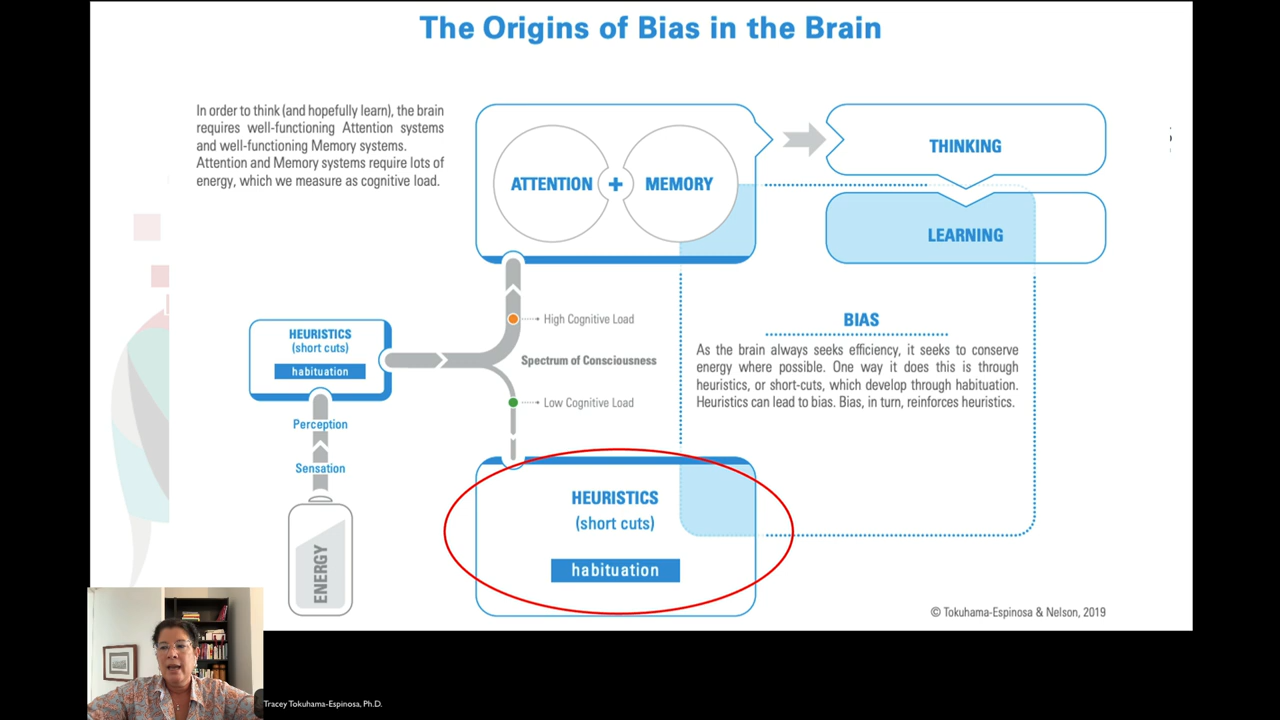 The Origins of Bias in the Brain
In order to think (and hopefully learn), the brain
requires well-functioning Attention systems
and well-functioning Memory systems.
Attention and Memory systems require lots of
energy, which we measure as cognitive load.
ATTENTION + MEMORY
THINKING
LEARNING
HEURISTICS
(short cuts)
habituation
Perception
Sensation
ENERGY
High Cognitive Load
Spectrum of Consciousness
Low Cognitive Load
BIAS
As the brain always seeks efficiency, it seeks to conserve
energy where possible. One way it does this is through
heuristics, or short-cuts, which develop through habituation.
Heuristics can lead to bias. Bias, in turn, reinforces heuristics.
HEURISTICS
(short cuts)
habituation
© Tokuhama-Espinosa & Nelson, 2019
Tracey Tokuhama-Espinosa, Ph.D.